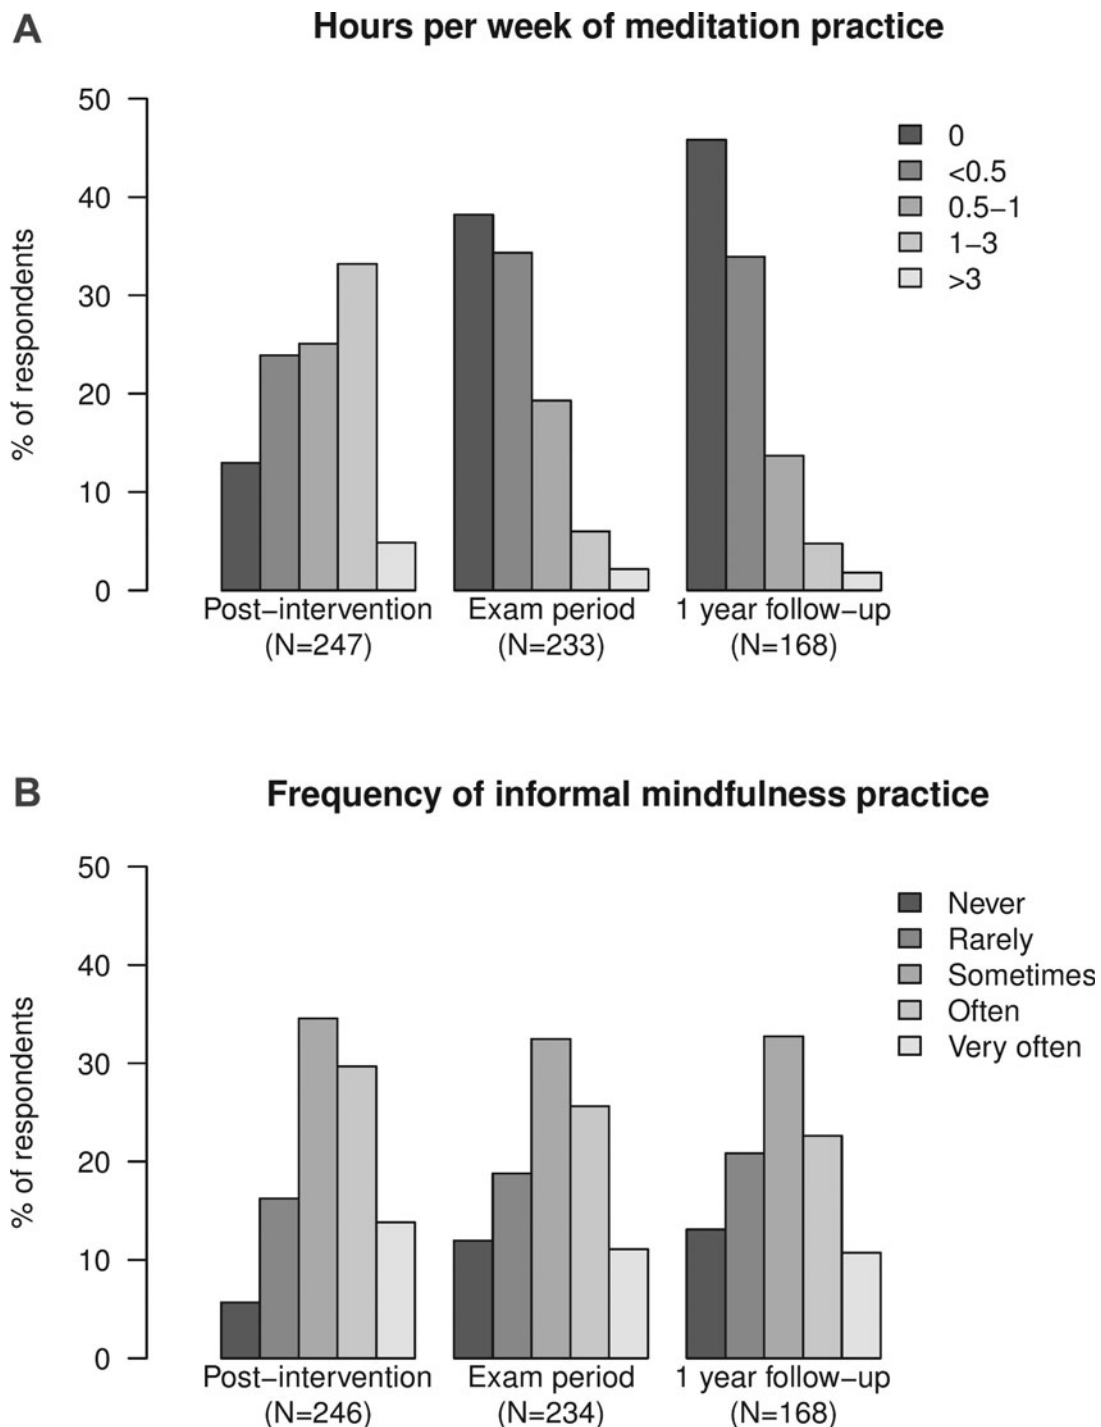 A
Hours per week of meditation practice
50
40
30
20
10
0
% of respondents
0
<0.5
0.5−1
1−3
>3
Post−intervention
(N=247)
Exam period
(N=233)
1 year follow−up
(N=168)
B
Frequency of informal mindfulness practice
50
40
30
20
10
0
% of respondents
Never
Rarely
Sometimes
Often
Very often
Post−intervention
(N=246)
Exam period
(N=234)
1 year follow−up
(N=168)